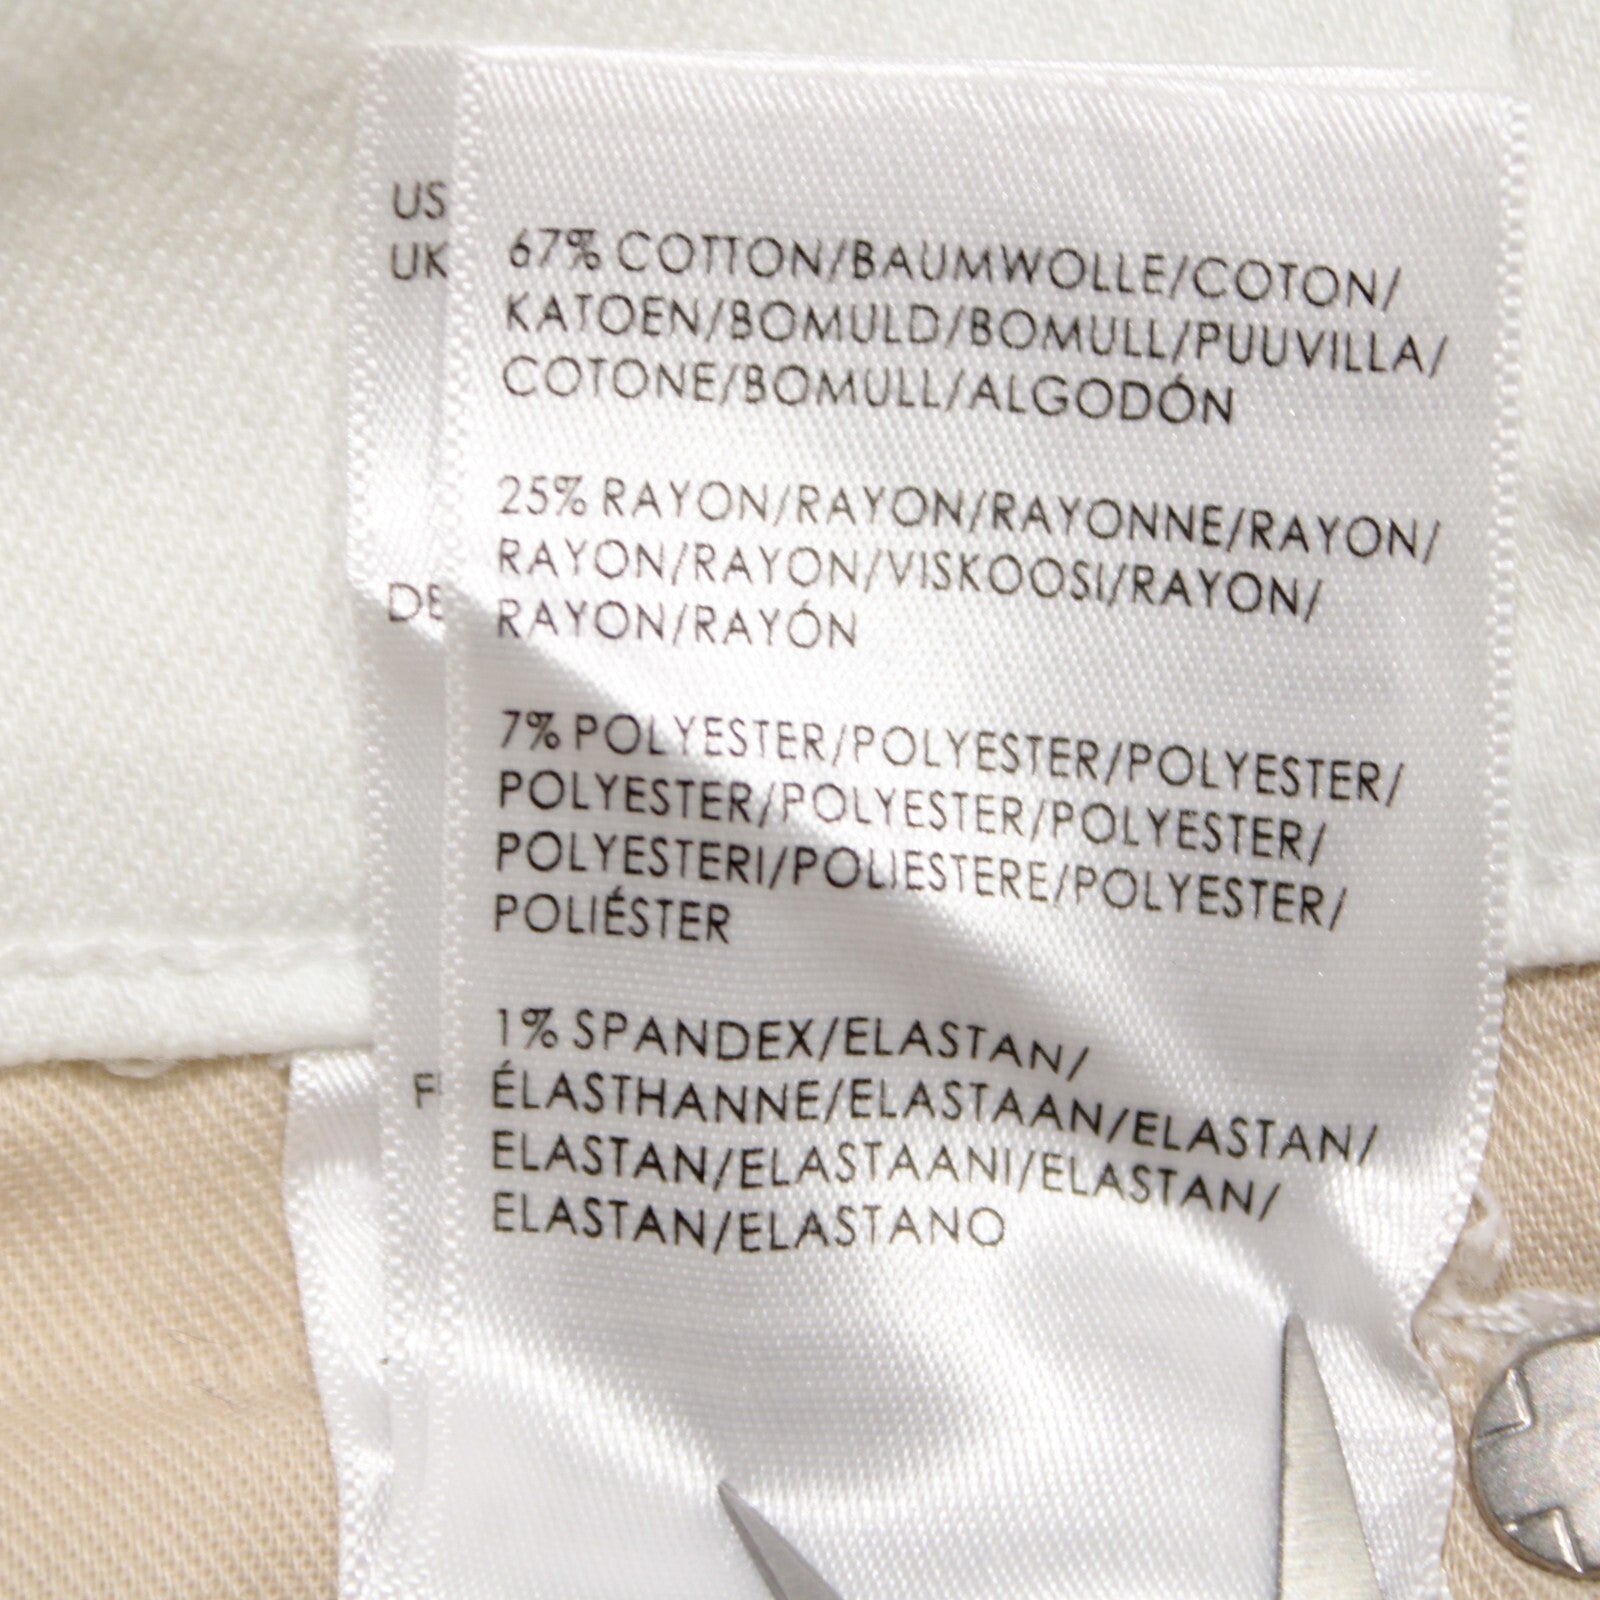 US
UK
DE
F
67% COTTON/BAUMWOLLE/COTON/
KATOEN/BOMULD/BOMULL/PUUVILLA/
COTONE/BOMULL/ALGODÓN
25% RAYON/RAYON/RAYONNE/RAYON/
RAYON/RAYON/VISKOOSI/RAYON/
RAYON/RAYÓN
7% POLYESTER/POLYESTER/POLYESTER/
POLYESTER/POLYESTER/POLYESTER/
POLYESTERI/POLIESTERE/POLYESTER/
POLIÉSTER
1% SPANDEX/ELASTAN/
ÉLASTHANNE/ELASTAAN/ELASTAN/
ELASTAN/ELASTAANI/ELASTAN/
ELASTAN/ELASTANO